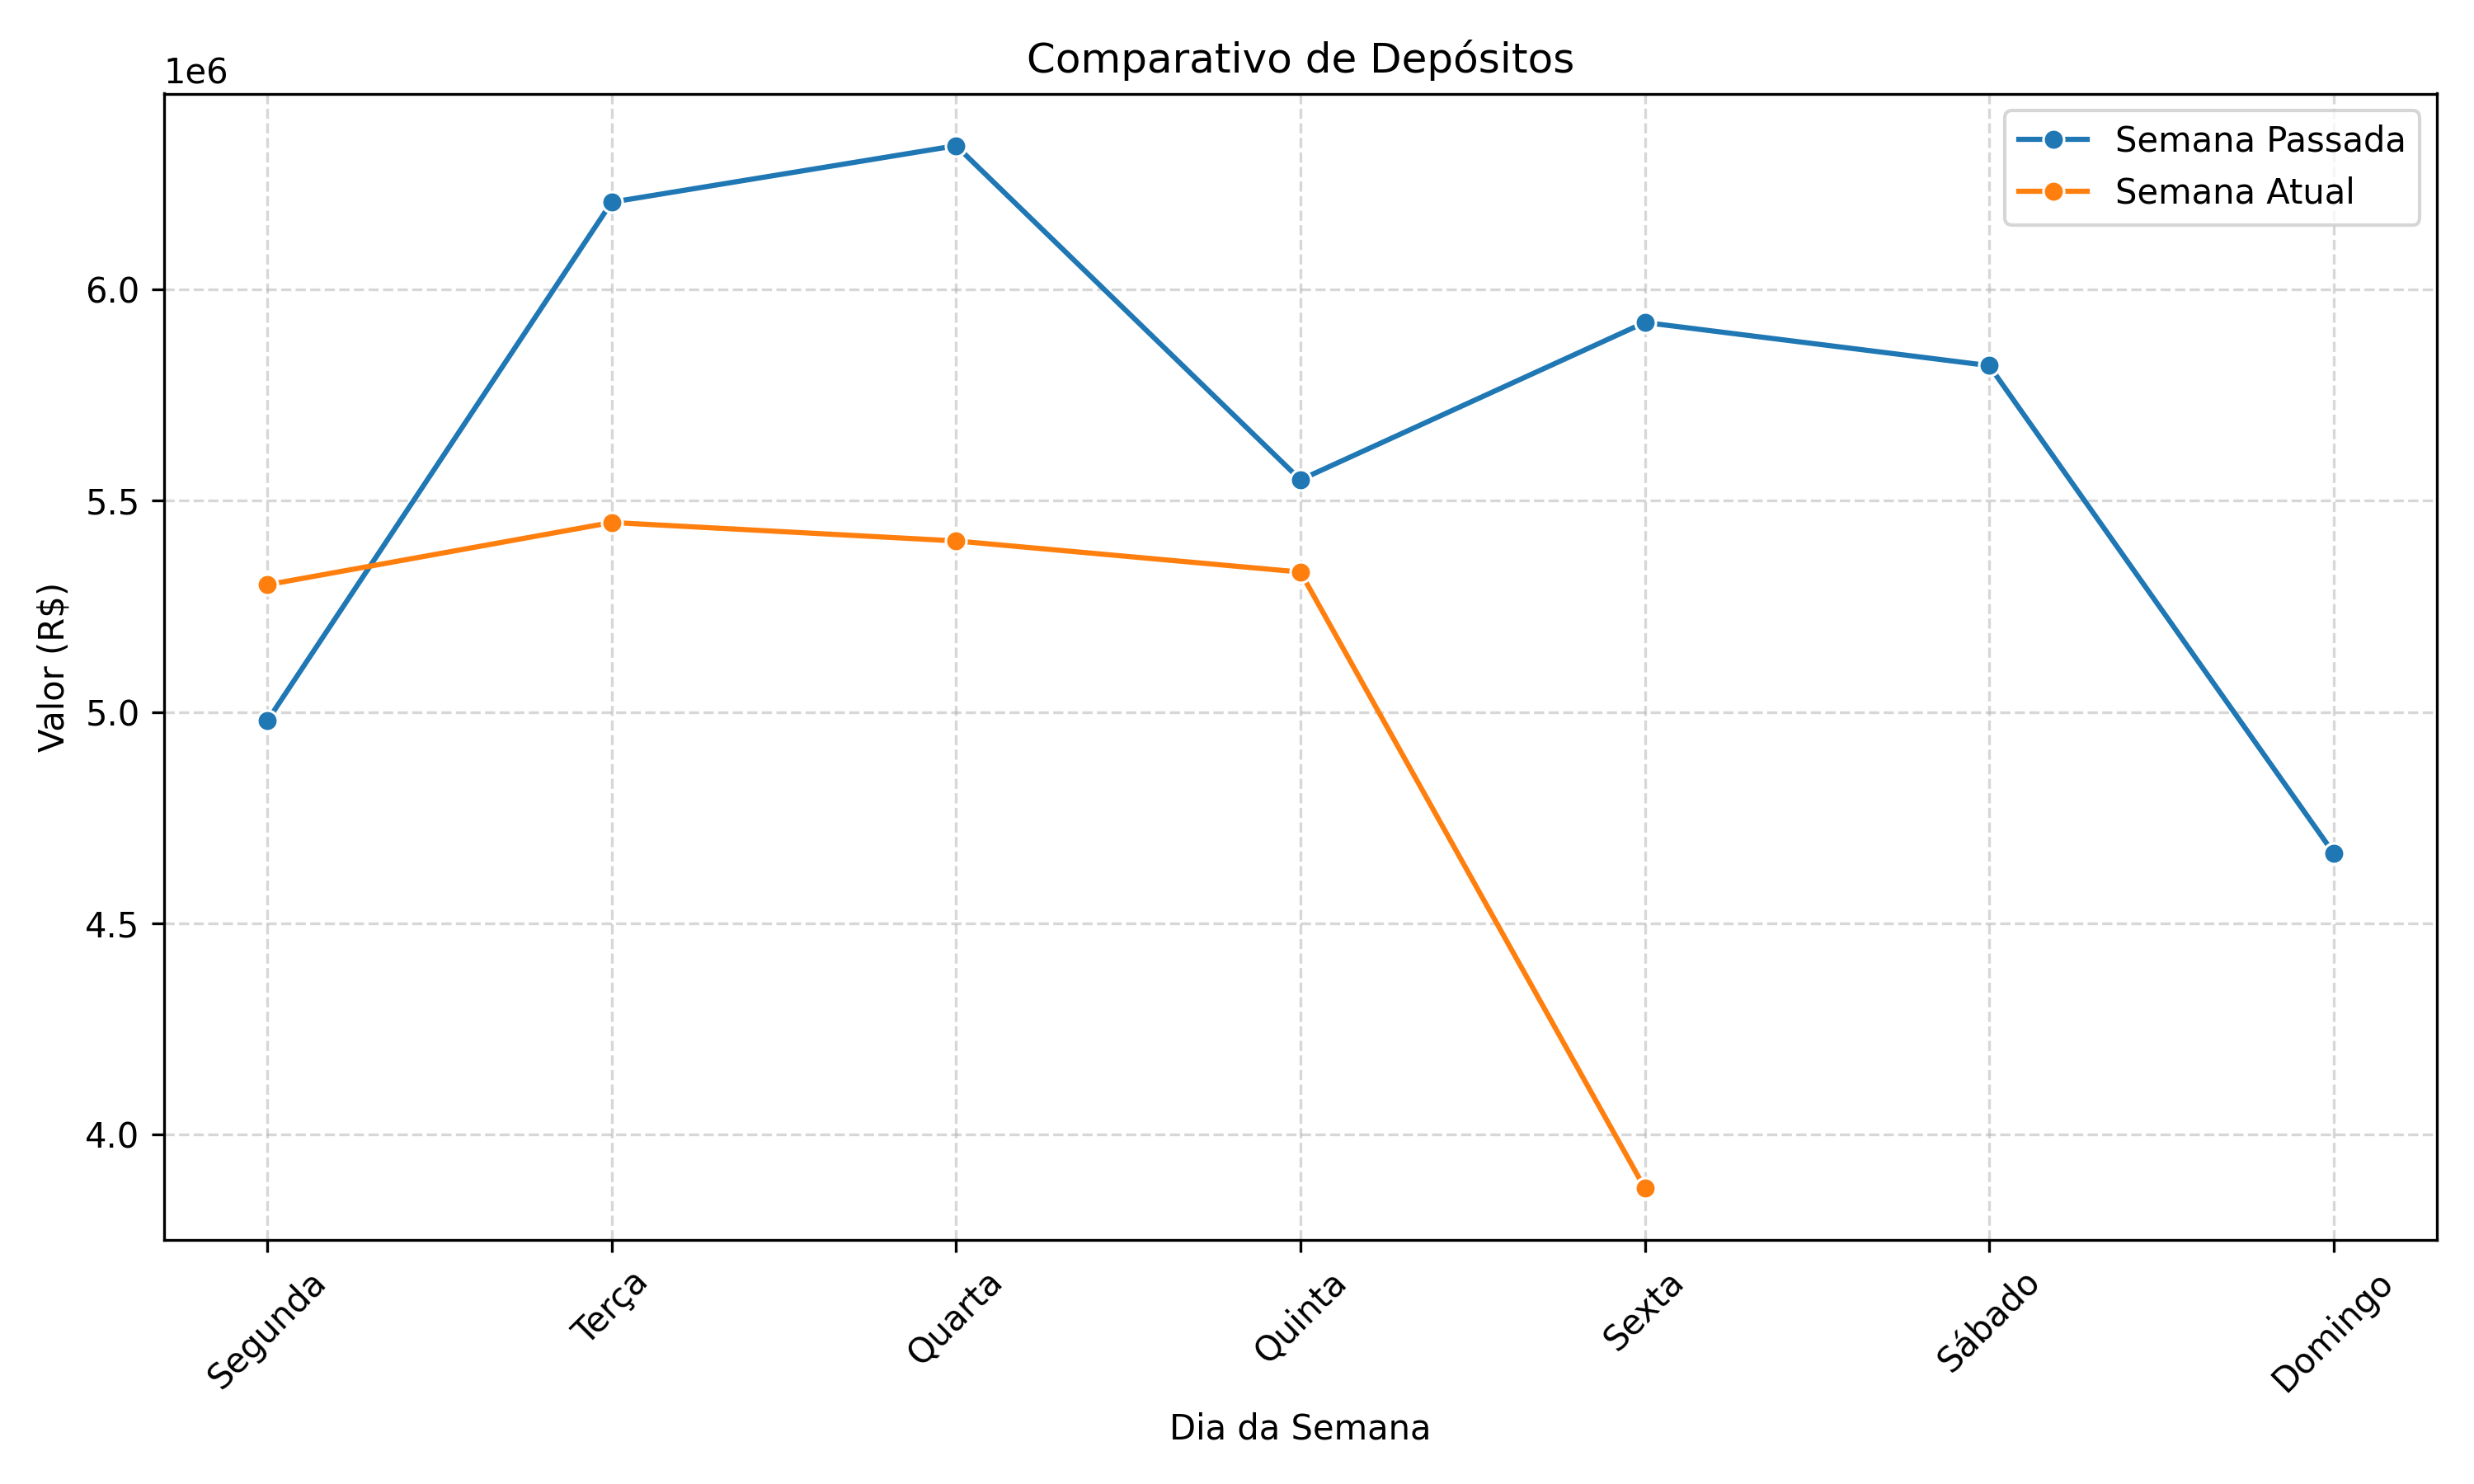 Comparativo de Depósitos
1e6
Semana Passada
Semana Atual
6.0
5.5
5.0
4.5
4.0
Valor (R$)
Segunda
Terça
Quarta
Quinta
Sexta
Sábado
Domingo
Dia da Semana